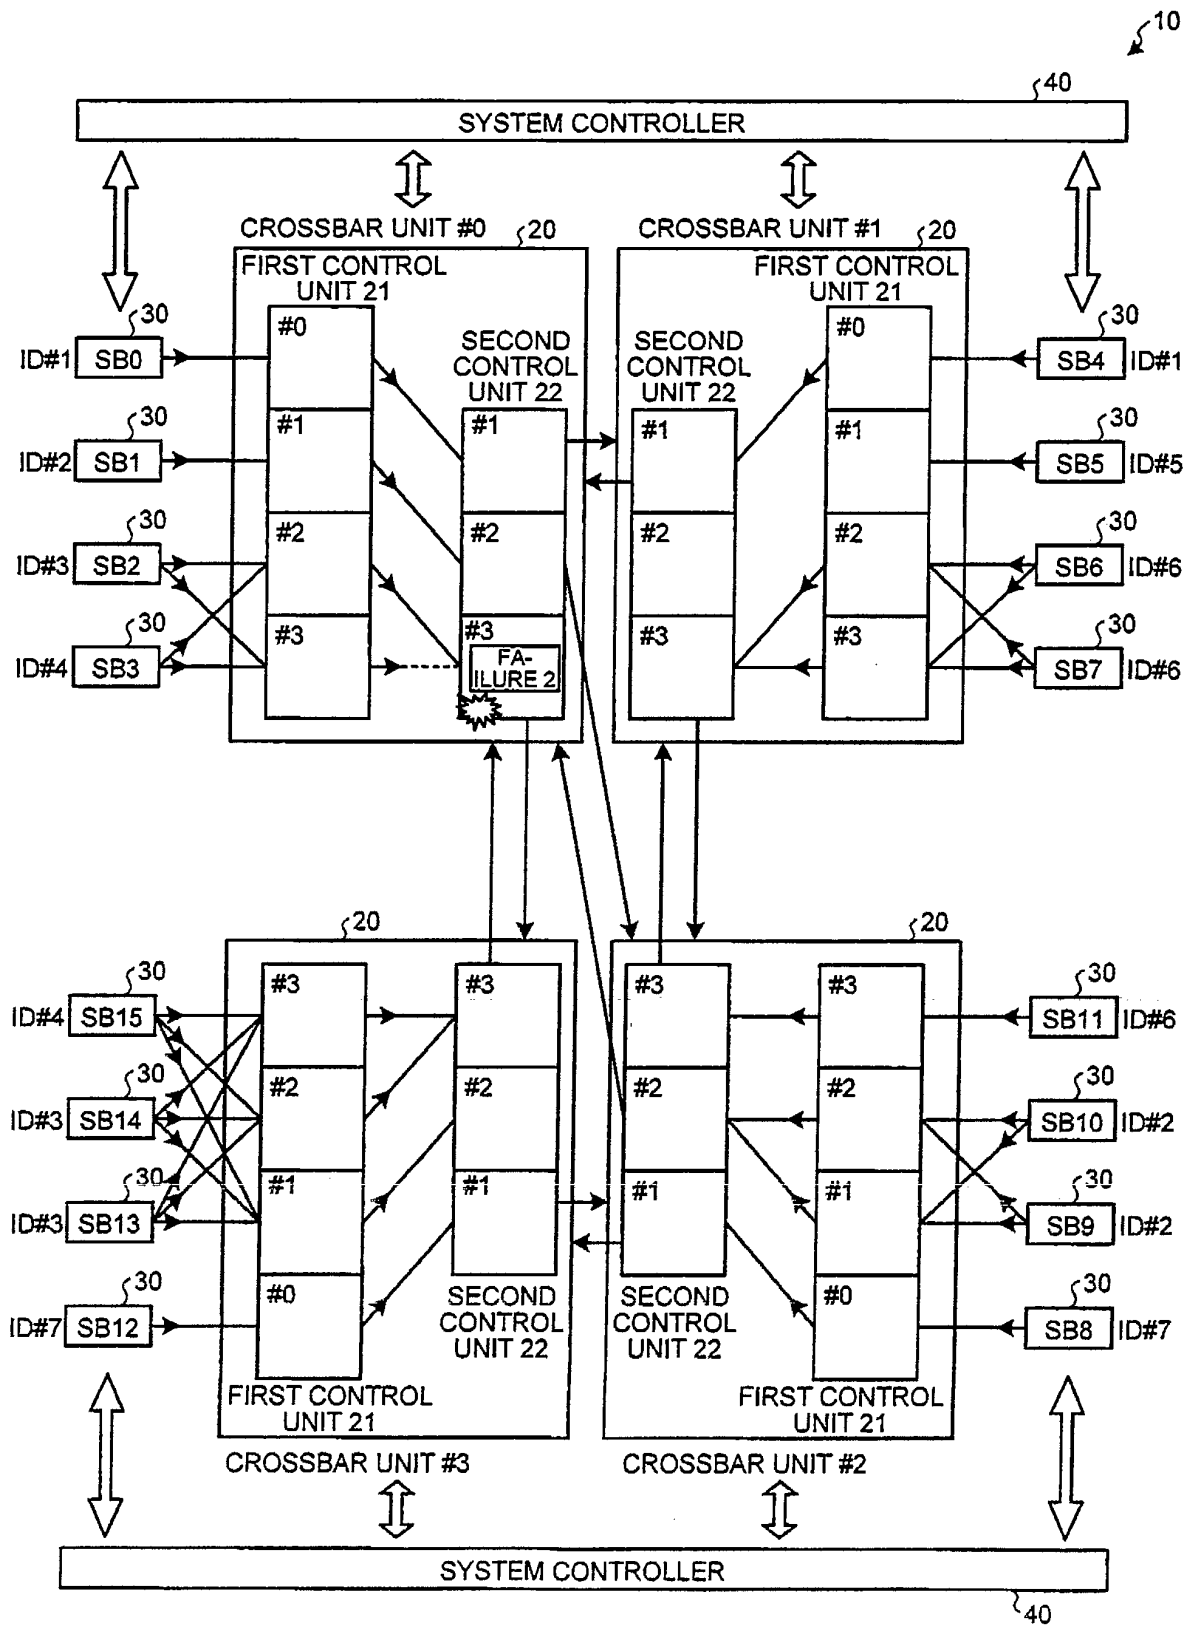 10
40
SYSTEM CONTROLLER
CROSSBAR UNIT #0
20
CROSSBAR UNIT #1
20
FIRST CONTROL
UNIT 21
FIRST CONTROL
UNIT 21
30
ID#1 SB0
#0
SECOND
CONTROL
UNIT 22
SECOND
CONTROL
UNIT 22
#0
30
SB4 ID#1
30
ID#2 SB1
#1
#1
#1
#1
30
SB5 ID#5
30
ID#3 SB2
#2
#2
#2
#2
30
SB6 ID#6
30
ID#4 SB3
#3
#3
FA-
ILURE 2
#3
#3
30
SB7 ID#6
20
20
30
ID#4 SB15
#3
#3
#3
#3
30
SB11 ID#6
30
ID#3 SB14
#2
#2
#2
#2
30
SB10 ID#2
30
ID#3 SB13
#1
#1
#1
#1
30
SB9 ID#2
30
ID#7 SB12
#0
SECOND
CONTROL
UNIT 22
SECOND
CONTROL
UNIT 22
#0
30
SB8 ID#7
FIRST CONTROL
UNIT 21
FIRST CONTROL
UNIT 21
CROSSBAR UNIT #3
CROSSBAR UNIT #2
SYSTEM CONTROLLER
40